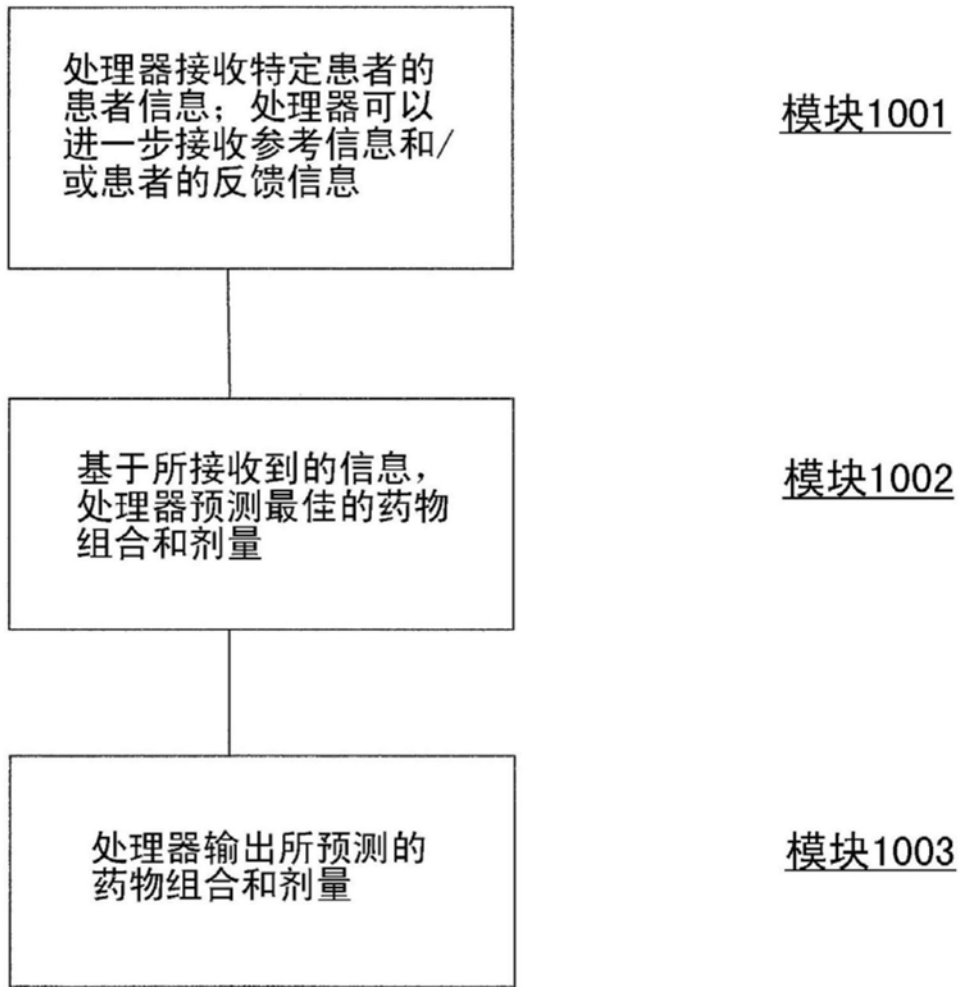 处理器接收特定患者的
患者信息；处理器可以
进一步接收参考信息和/
或患者的反馈信息
模块1001
基于所接收到的信息，
处理器预测最佳的药物
组合和剂量
模块1002
处理器输出所预测的
药物组合和剂量
模块1003